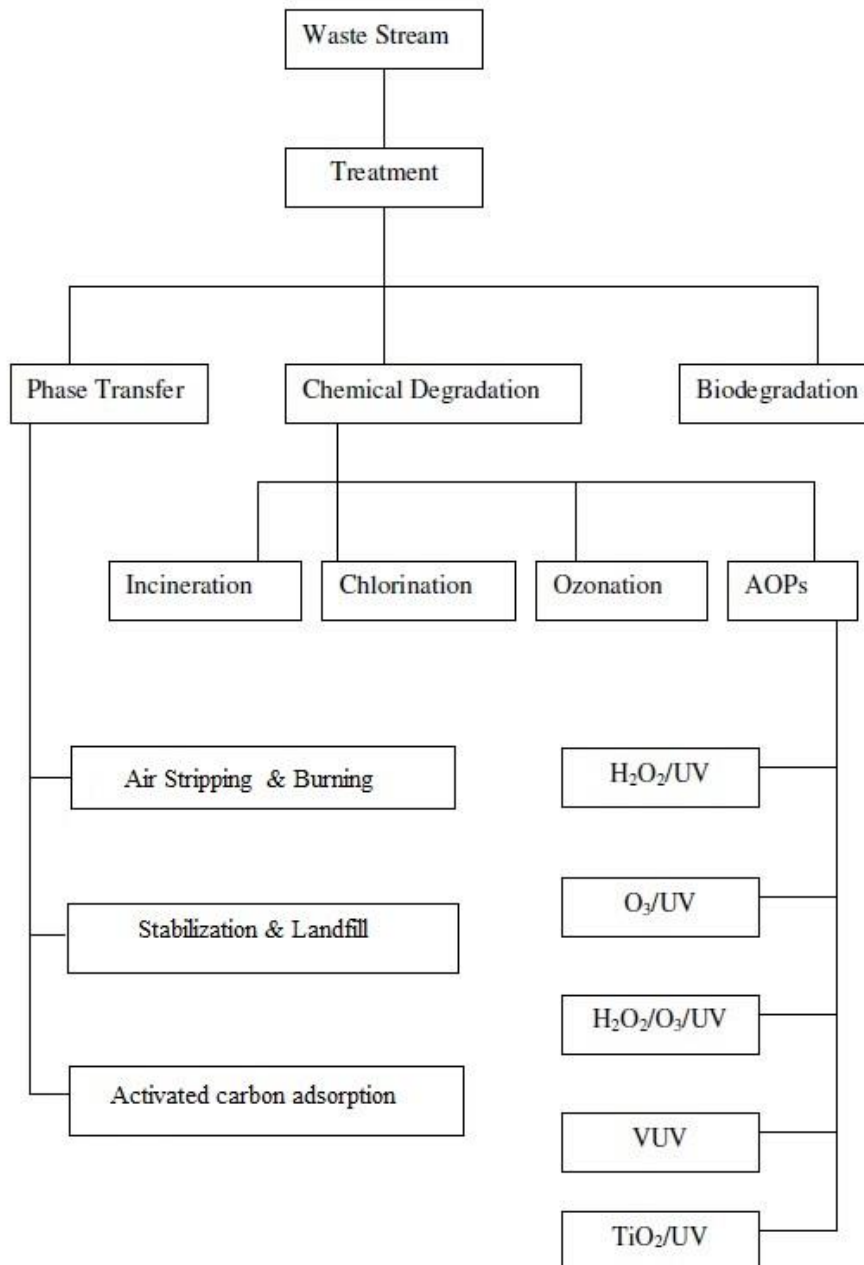 Waste Stream
Treatment
Phase Transfer
Chemical Degradation
Biodegradation
Incineration
Chlorination
Ozonation
AOPs
Air Stripping & Burning
Stabilization & Landfill
Activated carbon adsorption
H₂O₂/UV
O₃/UV
H₂O₂/O₃/UV
VUV
TiO₂/UV